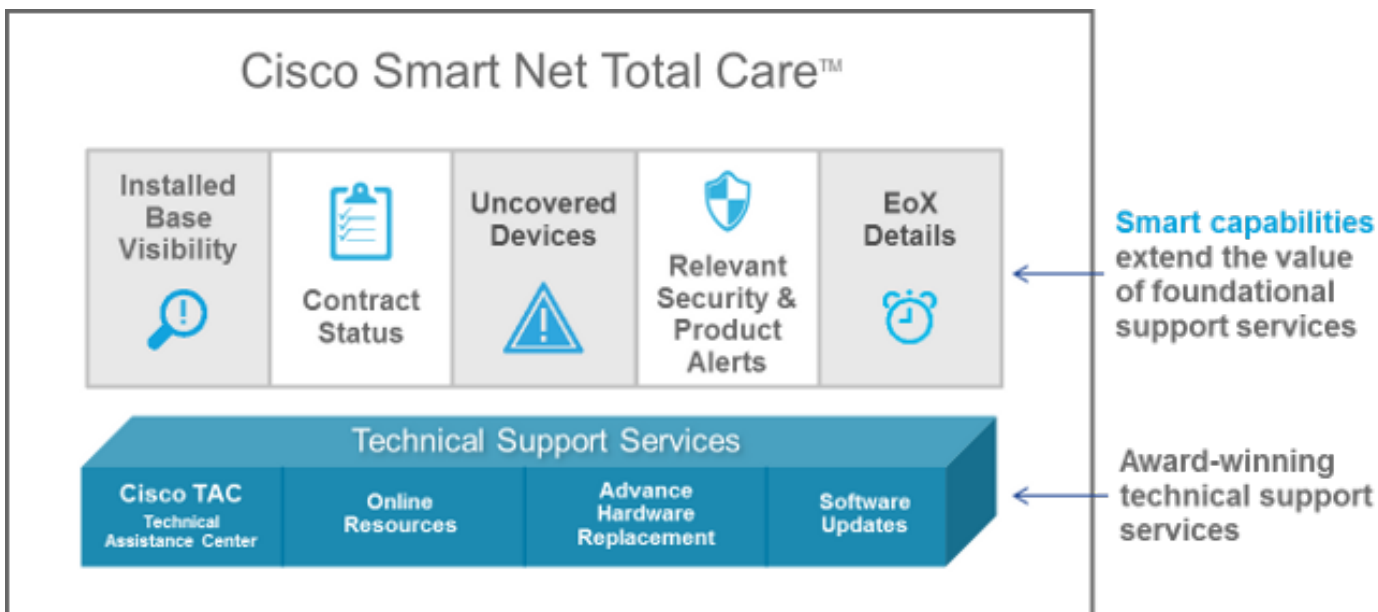 Cisco Smart Net Total Care™
Installed
Base
Visibility
Contract
Status
Uncovered
Devices
Relevant
Security &
Product
Alerts
EoX
Details
Smart capabilities
extend the value
of foundational
support services
Technical Support Services
Cisco TAC
Technical
Assistance Center
Online
Resources
Advance
Hardware
Replacement
Software
Updates
Award-winning
technical support
services